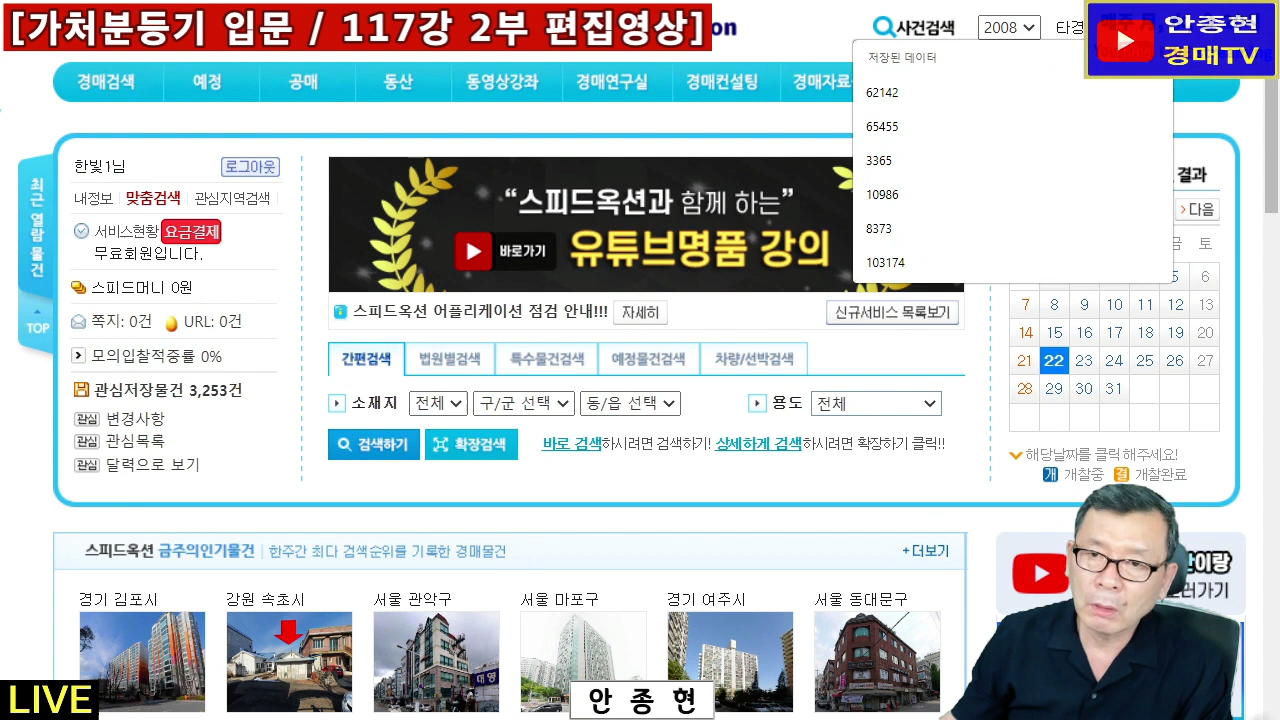 [가처분등기 입문 / 117강 2부 편집영상]
on
사건검색
2008
타경
안종현
경매TV
저장된 데이터
62142
65455
3365
10986
8373
103174
경매검색
예정
공매
동산
동영상강좌
경매연구실
경매컨설팅
경매자료
최근 열람 물건
TOP
한빛1님
로그아웃
내정보
맞춤검색
관심지역검색
서비스현황
요금결제
무료회원입니다.
스피드머니 0원
쪽지: 0건
URL: 0건
모의입찰적중률 0%
관심저장물건 3,253건
관심 변경사항
관심 관심목록
관심 달력으로 보기
“스피드옥션과 함께 하는”
바로가기
유튜브명품 강의
스피드옥션 어플리케이션 점검 안내!!!
자세히
신규서비스 목록보기
간편검색
법원별검색
특수물건검색
예정물건검색
차량/선박검색
소재지
전체
구/군 선택
동/읍 선택
용도
전체
검색하기
확장검색
바로 검색하시려면 검색하기! 상세하게 검색하시려면 확장하기 클릭!!
결과
다음
금 토
5 6
7 8 9 10 11 12 13
14 15 16 17 18 19 20
21 22 23 24 25 26 27
28 29 30 31
해당날짜를 클릭해주세요!
개 개찰중 결 개찰완료
스피드옥션 금주의인기물건
한주간 최다 검색순위를 기록한 경매물건
+더보기
경기 김포시
강원 속초시
서울 관악구
서울 마포구
경기 여주시
서울 동대문구
대영
LIVE
안 종 현